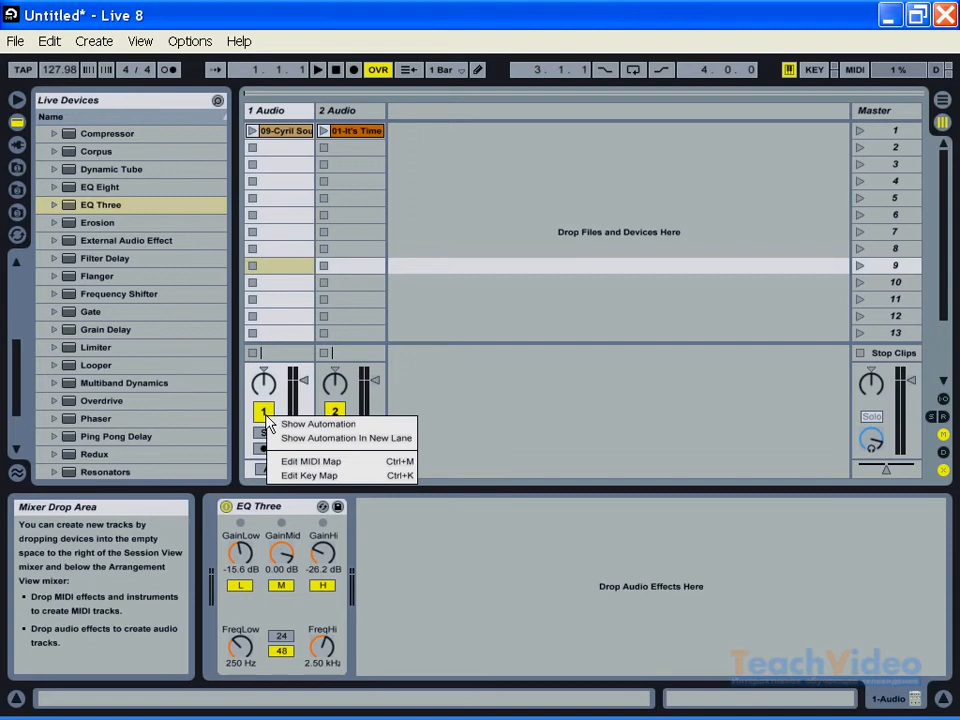 Untitled* - Live 8
File Edit Create View Options Help
TAP 127.98 4 / 4 1. 1. 1 OVR 1 Bar 3. 1. 1 4. 0. 0 KEY MIDI 1 % D
Live Devices
Name
Compressor
Corpus
Dynamic Tube
EQ Eight
EQ Three
Erosion
External Audio Effect
Filter Delay
Flanger
Frequency Shifter
Gate
Grain Delay
Limiter
Looper
Multiband Dynamics
Overdrive
Phaser
Ping Pong Delay
Redux
Resonators
1 Audio 2 Audio Master
09-Cyril Sou 01-It's Time 1
2
3
4
5
6
7
Drop Files and Devices Here
8
9
10
11
12
13
Stop Clips
1 2
S
Solo
Show Automation
Show Automation In New Lane
Edit MIDI Map Ctrl+M
Edit Key Map Ctrl+K
S R
M
D
X
Mixer Drop Area
You can create new tracks by
dropping devices into the empty
space to the right of the Session View
mixer and below the Arrangement
View mixer:
Drop MIDI effects and instruments
to create MIDI tracks.
Drop audio effects to create audio
tracks.
EQ Three
GainLow GainMid GainHi
-15.6 dB 0.00 dB -26.2 dB
L M H
FreqLow 24 FreqHi
48
250 Hz 2.50 kHz
Drop Audio Effects Here
TeachVideo
1-Audio